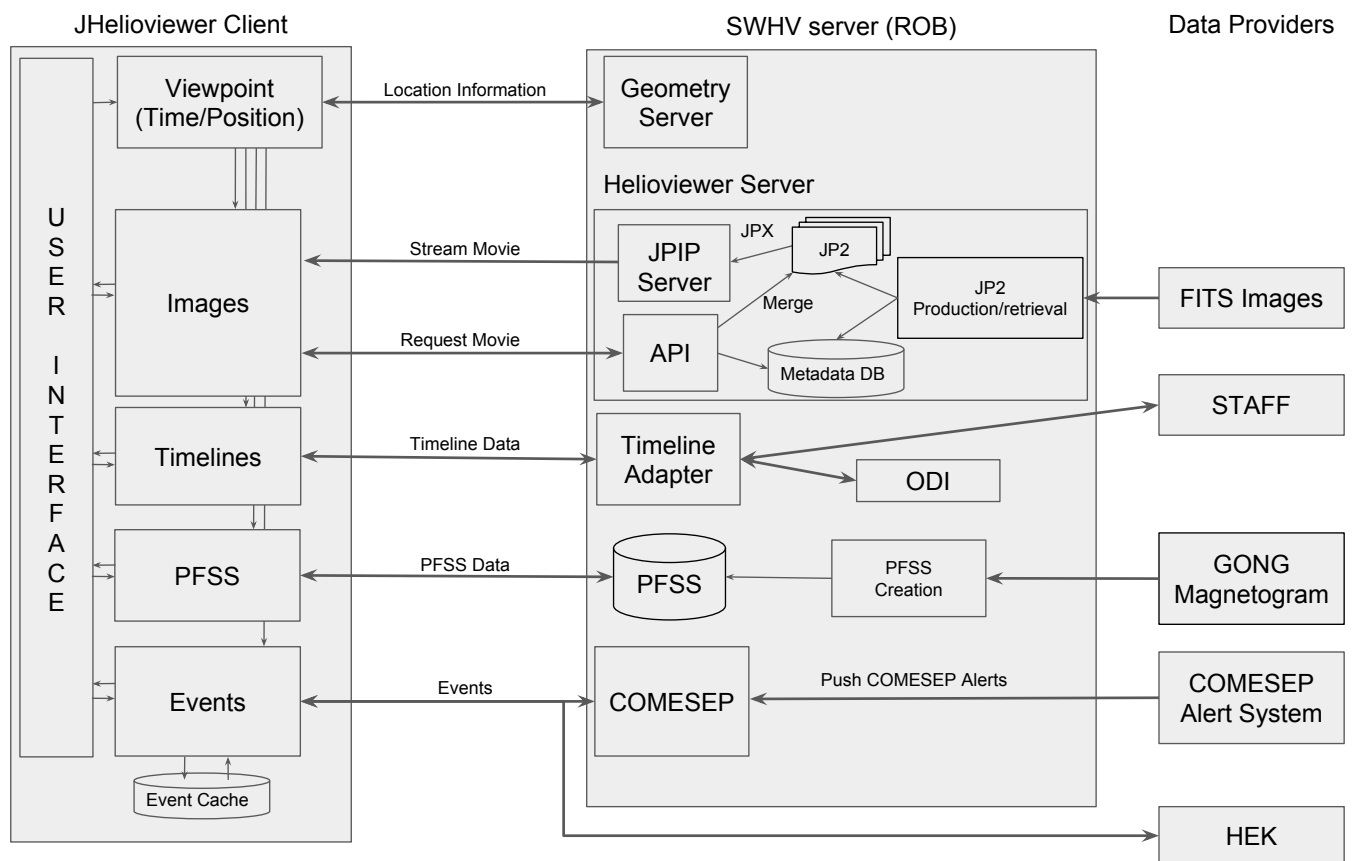 JHelioviewer Client
SWHV server (ROB)
Data Providers
USER INTERFACE
Viewpoint
(Time/Position)
Location Information
Geometry
Server
Helioviewer Server
Images
Stream Movie
Request Movie
JPIP
Server
JPX
JP2
Merge
API
Metadata DB
JP2
Production/retrieval
FITS Images
Timelines
Timeline Data
Timeline
Adapter
ODI
STAFF
PFSS
PFSS Data
PFSS
PFSS
Creation
GONG
Magnetogram
Events
Events
COMESEP
Push COMESEP Alerts
COMESEP
Alert System
Event Cache
HEK